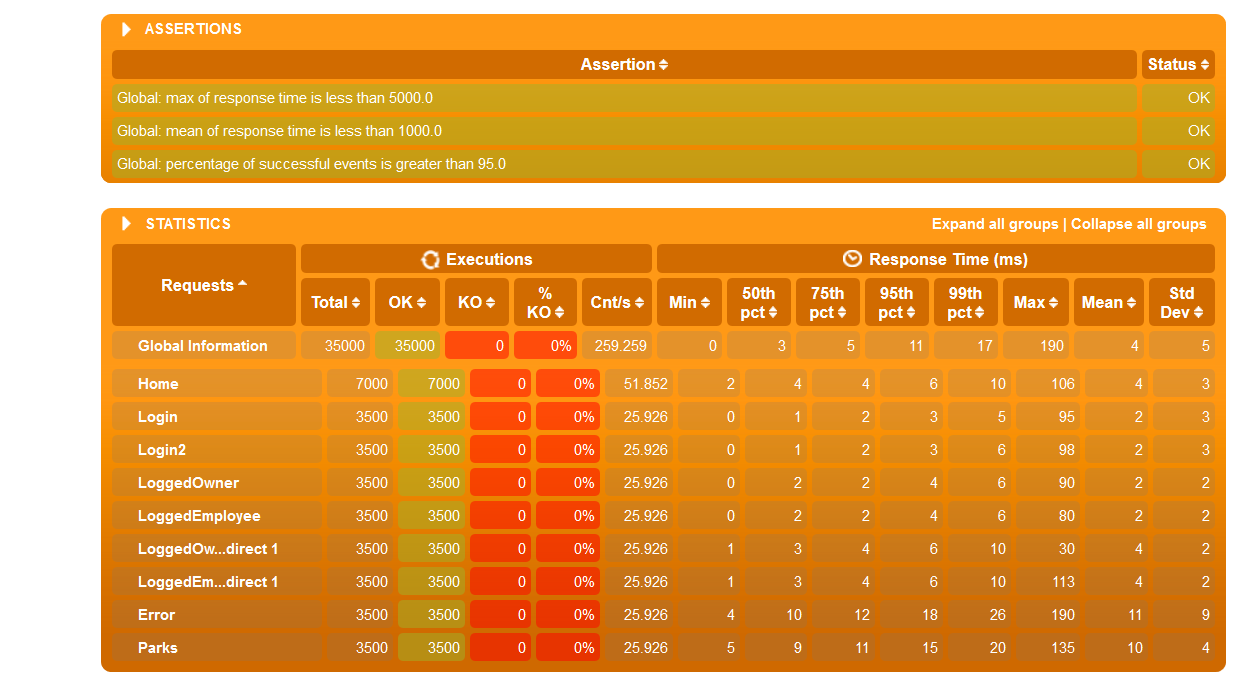 ASSERTIONS
Assertion Status
Global: max of response time is less than 5000.0 OK
Global: mean of response time is less than 1000.0 OK
Global: percentage of successful events is greater than 95.0 OK
STATISTICS Expand all groups | Collapse all groups
Requests Executions Response Time (ms)
Total OK KO % KO Cnt/s Min 50th pct 75th pct 95th pct 99th pct Max Mean Std Dev
Global Information 35000 35000 0 0% 259.259 0 3 5 11 17 190 4 5
Home 7000 7000 0 0% 51.852 2 4 4 6 10 106 4 3
Login 3500 3500 0 0% 25.926 0 1 2 3 5 95 2 3
Login2 3500 3500 0 0% 25.926 0 1 2 3 6 98 2 3
LoggedOwner 3500 3500 0 0% 25.926 0 2 2 4 6 90 2 2
LoggedEmployee 3500 3500 0 0% 25.926 0 2 2 4 6 80 2 2
LoggedOw...direct 1 3500 3500 0 0% 25.926 1 3 4 6 10 30 4 2
LoggedEm...direct 1 3500 3500 0 0% 25.926 1 3 4 6 10 113 4 2
Error 3500 3500 0 0% 25.926 4 10 12 18 26 190 11 9
Parks 3500 3500 0 0% 25.926 5 9 11 15 20 135 10 4